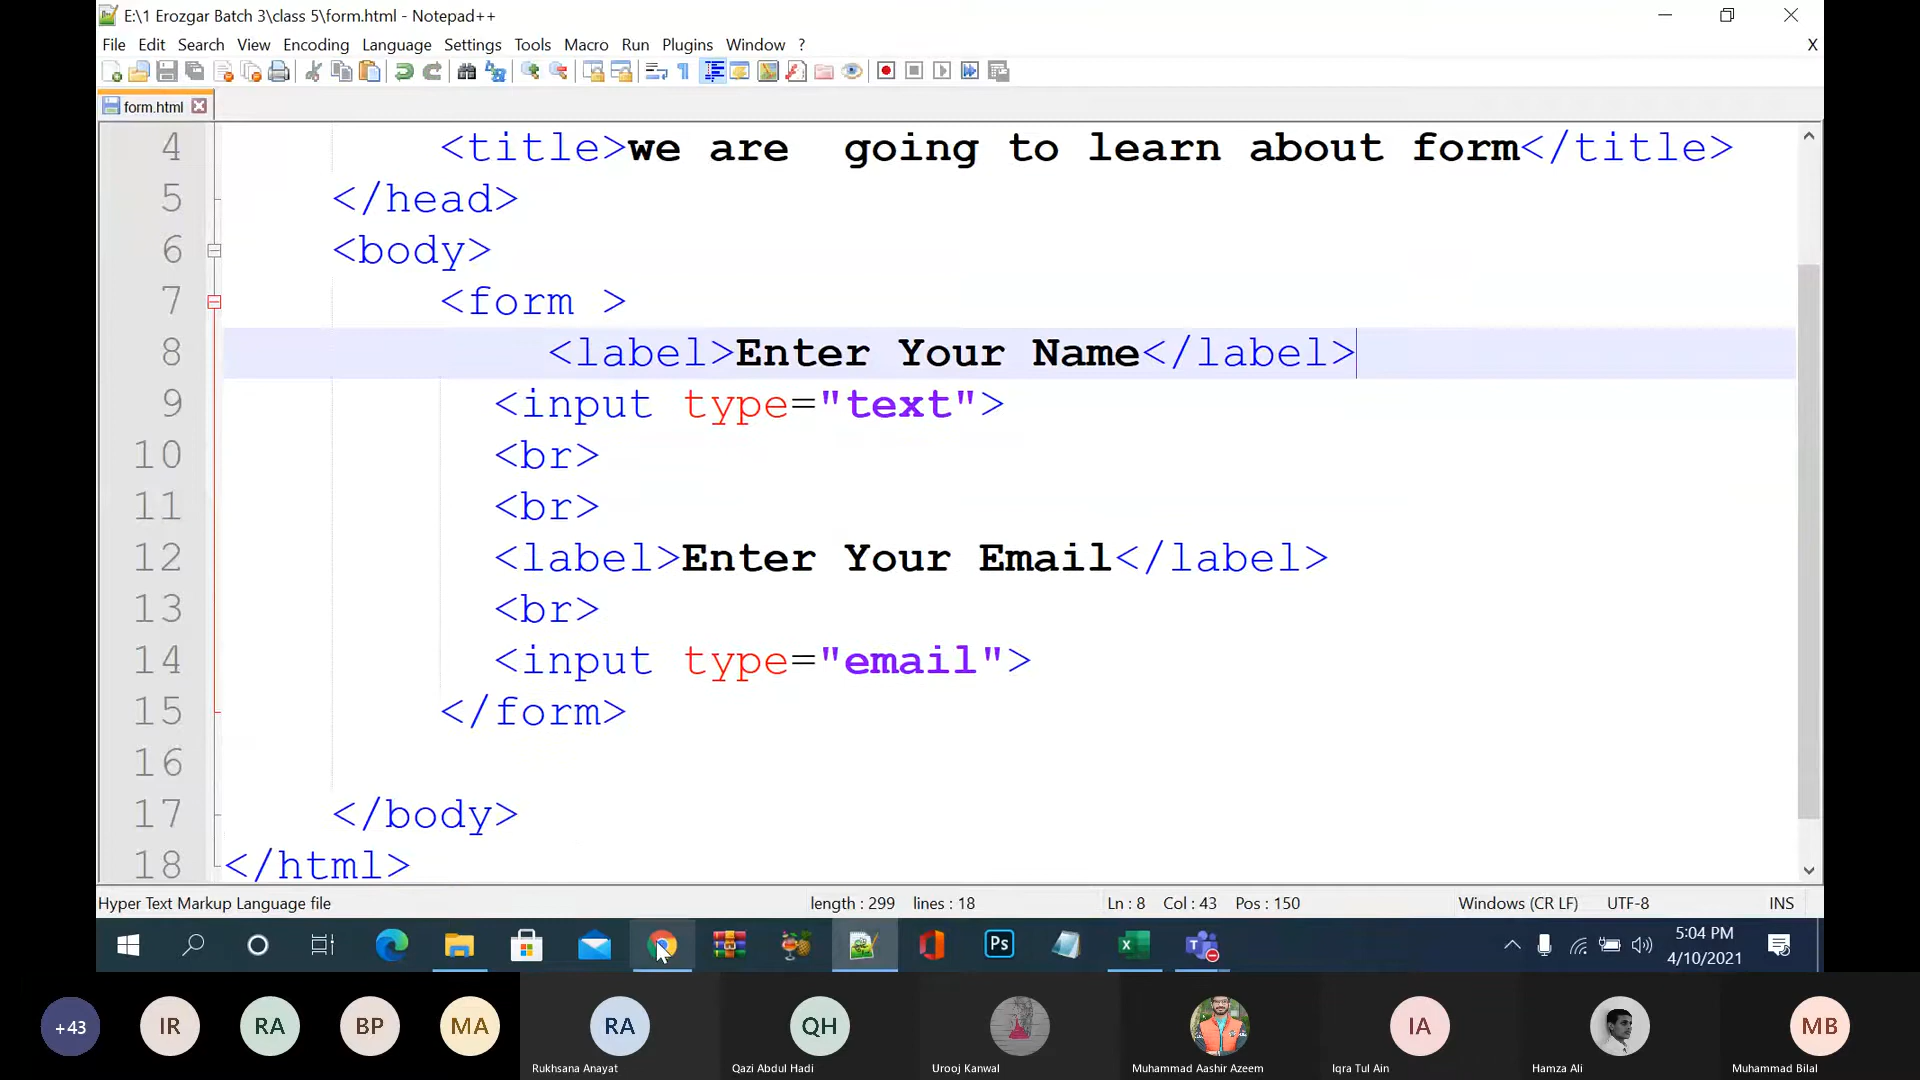 E:\1 Erozgar Batch 3\class 5\form.html - Notepad++
File Edit Search View Encoding Language Settings Tools Macro Run Plugins Window ? X
form.html
4 <title>we are  going to learn about form</title>
5 </head>
6 <body>
7 <form >
8 <label>Enter Your Name</label>
9 <input type="text">
10 <br>
11 <br>
12 <label>Enter Your Email</label>
13 <br>
14 <input type="email">
15 </form>
16
17 </body>
18 </html>
Hyper Text Markup Language file length : 299 lines : 18 Ln : 8 Col : 43 Pos : 150 Windows (CR LF) UTF-8 INS
Ps
5:04 PM
4/10/2021
+43 IR RA BP MA RA QH IA MB
Rukhsana Anayat Qazi Abdul Hadi Urooj Kanwal Muhammad Aashir Azeem Iqra Tul Ain Hamza Ali Muhammad Bilal